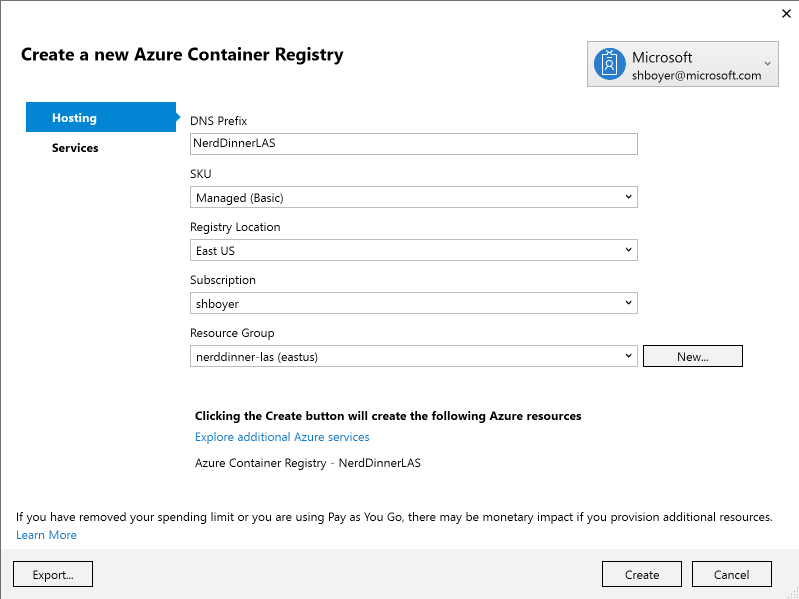 Create a new Azure Container Registry
Microsoft
shboyer@microsoft.com
Hosting
Services
DNS Prefix
NerdDinnerLAS
SKU
Managed (Basic)
Registry Location
East US
Subscription
shboyer
Resource Group
nerddinner-las (eastus)
New...
Clicking the Create button will create the following Azure resources
Explore additional Azure services
Azure Container Registry - NerdDinnerLAS
If you have removed your spending limit or you are using Pay as You Go, there may be monetary impact if you provision additional resources.
Learn More
Export...
Create
Cancel